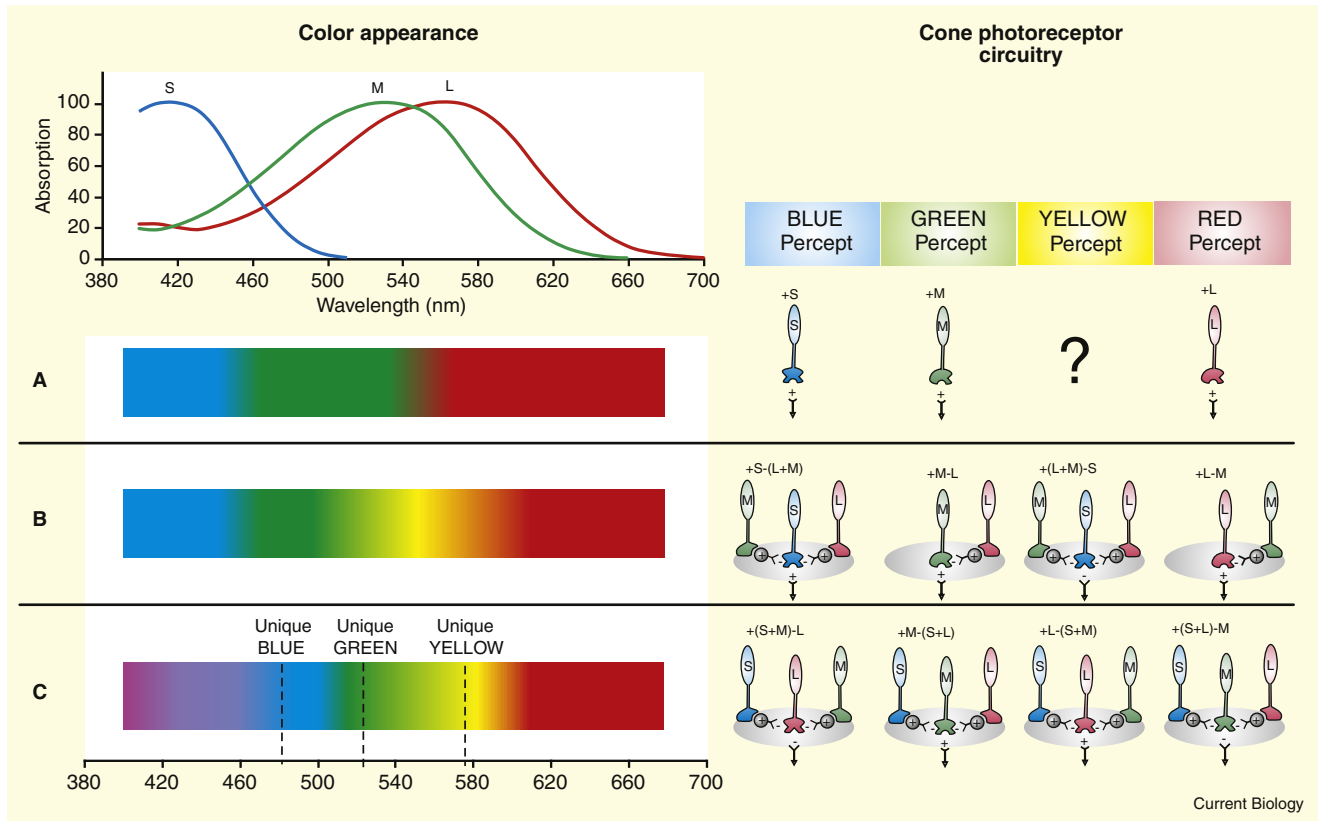 Color appearance
Cone photoreceptor
circuitry
S
M
L
Absorption
100
80
60
40
20
0
380 420 460 500 540 580 620 660 700
Wavelength (nm)
BLUE
Percept
GREEN
Percept
YELLOW
Percept
RED
Percept
A
+S
S
+
+M
M
+
?
+L
L
+
B
+S-(L+M)
M S L
+ - - +
+
+M-L
M L
- +
+
+(L+M)-S
M S L
+ - - +
-
+L-M
L M
- +
+
C
Unique
BLUE
Unique
GREEN
Unique
YELLOW
380 420 460 500 540 580 620 660 700
+(S+M)-L
S L M
+ - - +
-
+M-(S+L)
S M L
+ - - +
+
+L-(S+M)
S L M
+ - - +
+
+(S+L)-M
S M L
+ - - +
-
Current Biology